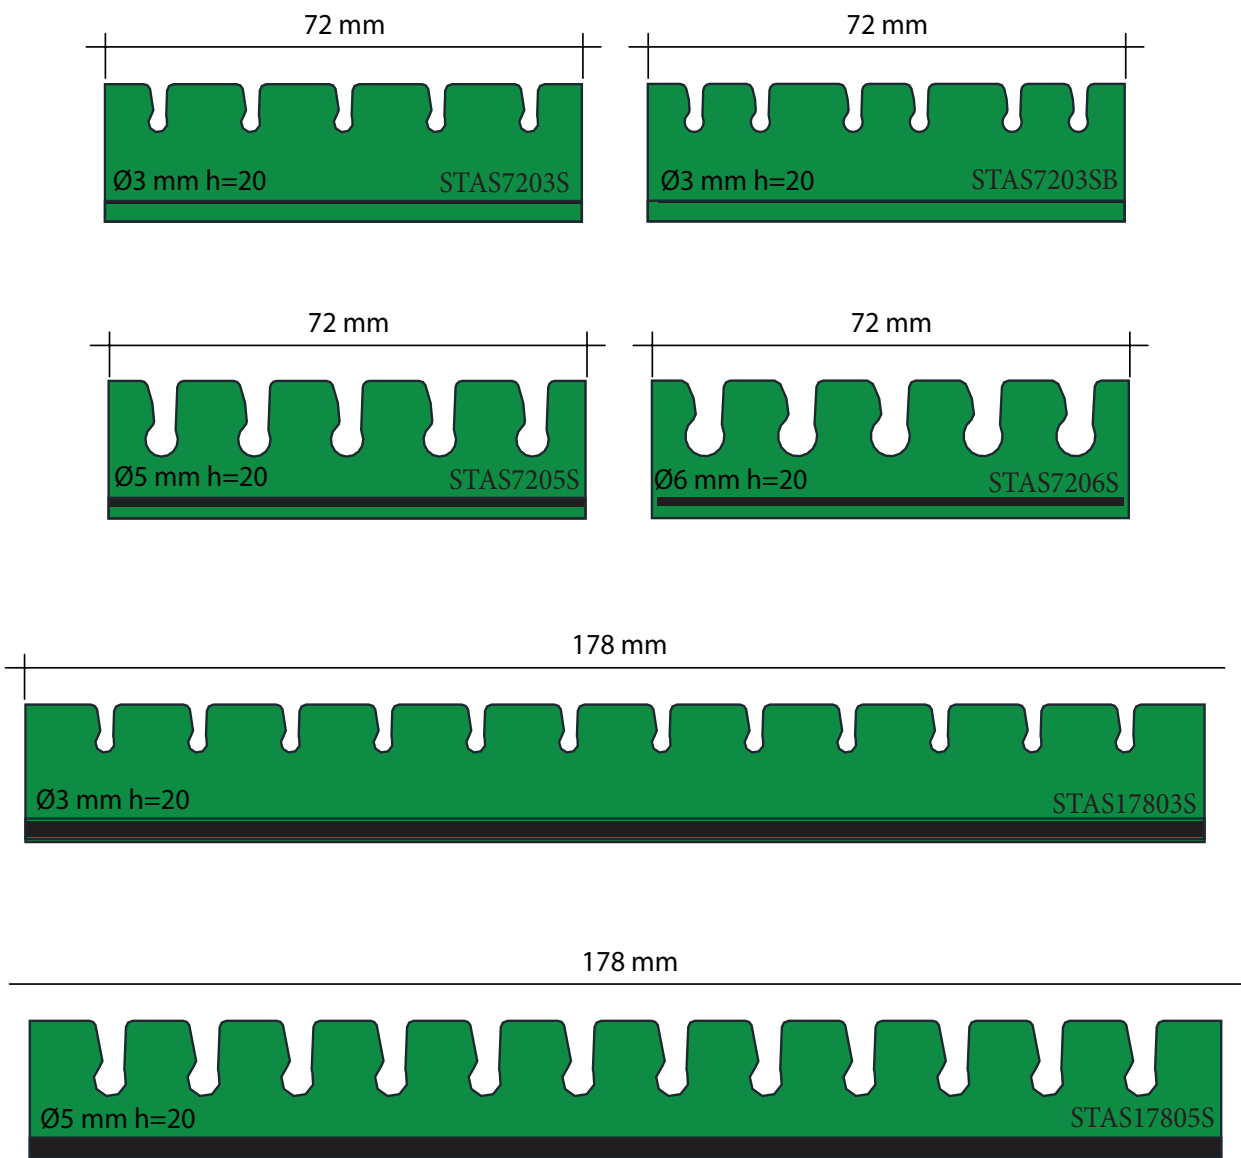 72 mm
72 mm
Ø3 mm h=20
STAS7203S
Ø3 mm h=20
STAS7203SB
72 mm
72 mm
Ø5 mm h=20
STAS7205S
Ø6 mm h=20
STAS7206S
178 mm
Ø3 mm h=20
STAS17803S
178 mm
Ø5 mm h=20
STAS17805S